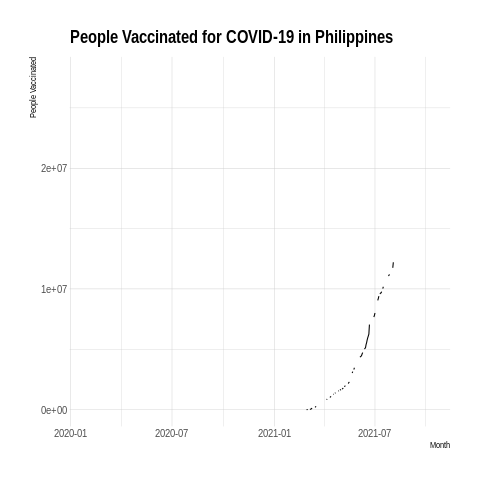 People Vaccinated for COVID-19 in Philippines
People Vaccinated
2e+07
1e+07
0e+00
2020-01 2020-07 2021-01 2021-07
Month